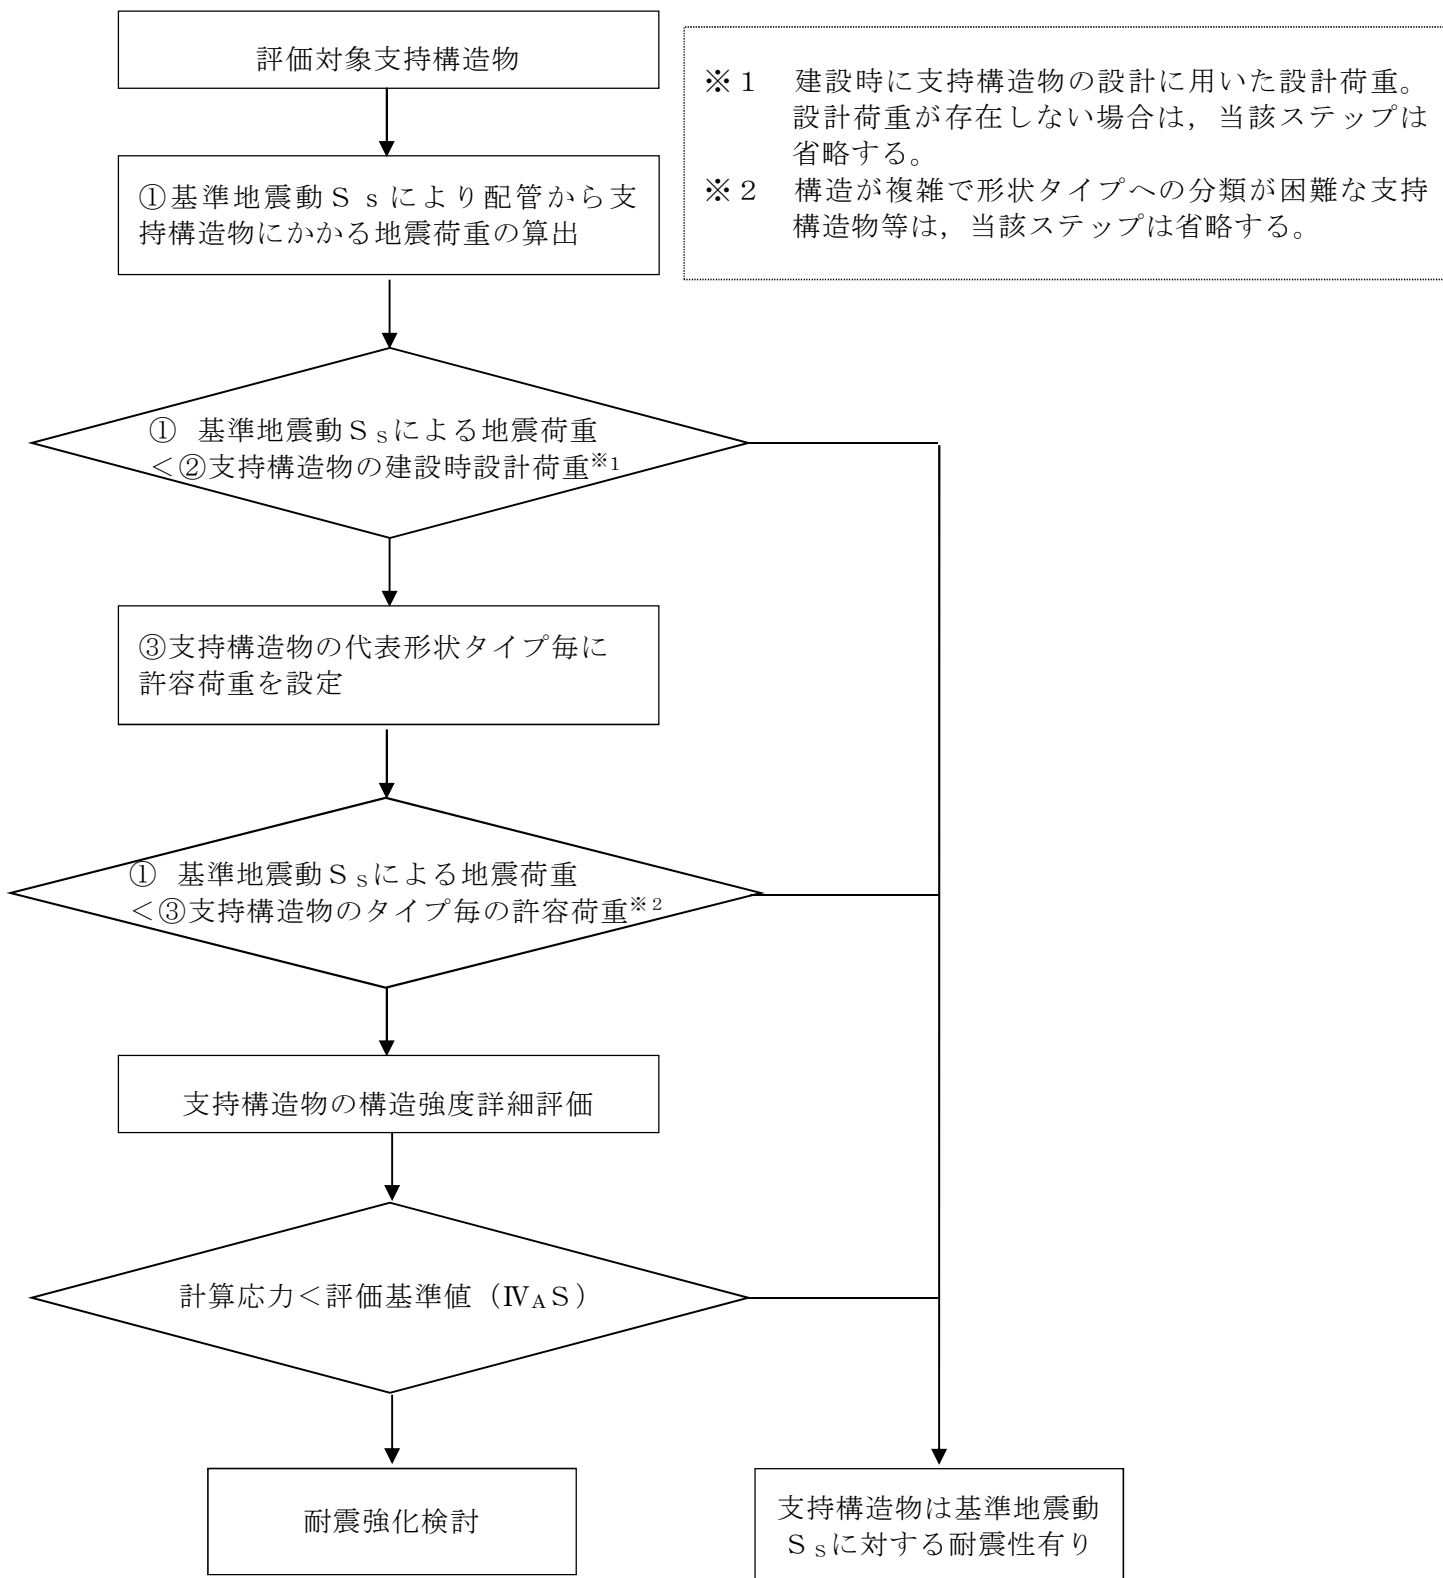 評価対象支持構造物
※１　建設時に支持構造物の設計に用いた設計荷重。
設計荷重が存在しない場合は，当該ステップは
省略する。
※２　構造が複雑で形状タイプへの分類が困難な支持
構造物等は，当該ステップは省略する。
①基準地震動Ｓｓにより配管から支
持構造物にかかる地震荷重の算出
①　基準地震動Ｓsによる地震荷重
＜②支持構造物の建設時設計荷重※1
③支持構造物の代表形状タイプ毎に
許容荷重を設定
①　基準地震動Ｓsによる地震荷重
＜③支持構造物のタイプ毎の許容荷重※2
支持構造物の構造強度詳細評価
計算応力＜評価基準値（ⅣAＳ）
耐震強化検討
支持構造物は基準地震動
Ｓsに対する耐震性有り